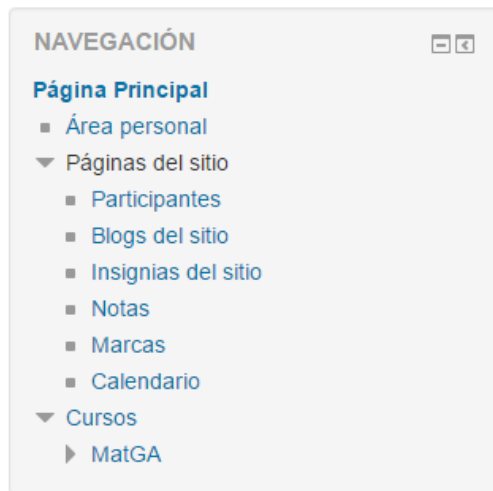 NAVEGACIÓN
Página Principal
Área personal
Páginas del sitio
Participantes
Blogs del sitio
Insignias del sitio
Notas
Marcas
Calendario
Cursos
MatGA